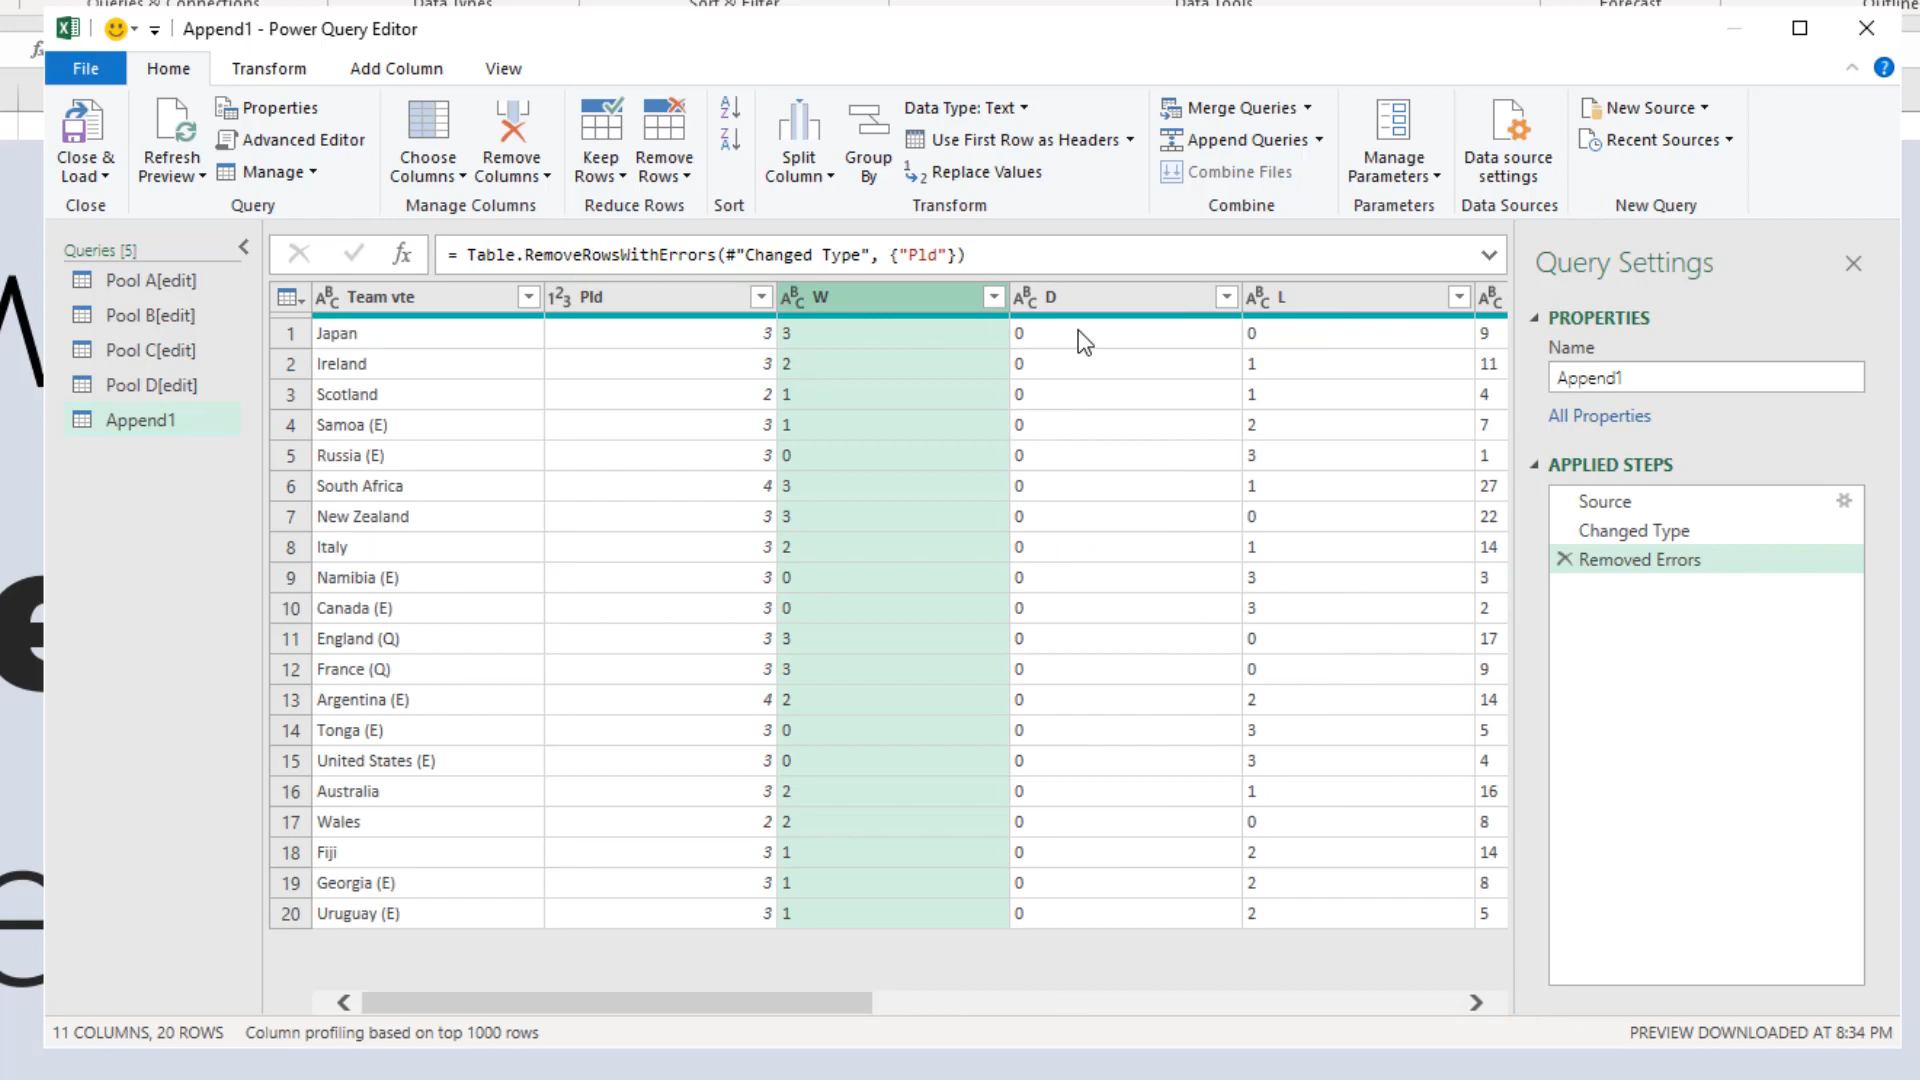 Append1 - Power Query Editor
File Home Transform Add Column View
Close & Load
Refresh Preview
Properties
Advanced Editor
Manage
Choose Columns
Remove Columns
Keep Rows
Remove Rows
Split Column
Group By
Data Type: Text
Use First Row as Headers
Replace Values
Merge Queries
Append Queries
Combine Files
Manage Parameters
Data source settings
New Source
Recent Sources
Close Query Manage Columns Reduce Rows Sort Transform Combine Parameters Data Sources New Query
Queries [5]
Pool A[edit]
Pool B[edit]
Pool C[edit]
Pool D[edit]
Append1
fx = Table.RemoveRowsWithErrors(#"Changed Type", {"Pld"})
ABC Team vte 123 Pld ABC W ABC D ABC L ABC
1 Japan 3 3 0 0 9
2 Ireland 3 2 0 1 11
3 Scotland 2 1 0 1 4
4 Samoa (E) 3 1 0 2 7
5 Russia (E) 3 0 0 3 1
6 South Africa 4 3 0 1 27
7 New Zealand 3 3 0 0 22
8 Italy 3 2 0 1 14
9 Namibia (E) 3 0 0 3 3
10 Canada (E) 3 0 0 3 2
11 England (Q) 3 3 0 0 17
12 France (Q) 3 3 0 0 9
13 Argentina (E) 4 2 0 2 14
14 Tonga (E) 3 0 0 3 5
15 United States (E) 3 0 0 3 4
16 Australia 3 2 0 1 16
17 Wales 2 2 0 0 8
18 Fiji 3 1 0 2 14
19 Georgia (E) 3 1 0 2 8
20 Uruguay (E) 3 1 0 2 5
Query Settings
PROPERTIES
Name
Append1
All Properties
APPLIED STEPS
Source
Changed Type
Removed Errors
11 COLUMNS, 20 ROWS Column profiling based on top 1000 rows
PREVIEW DOWNLOADED AT 8:34 PM